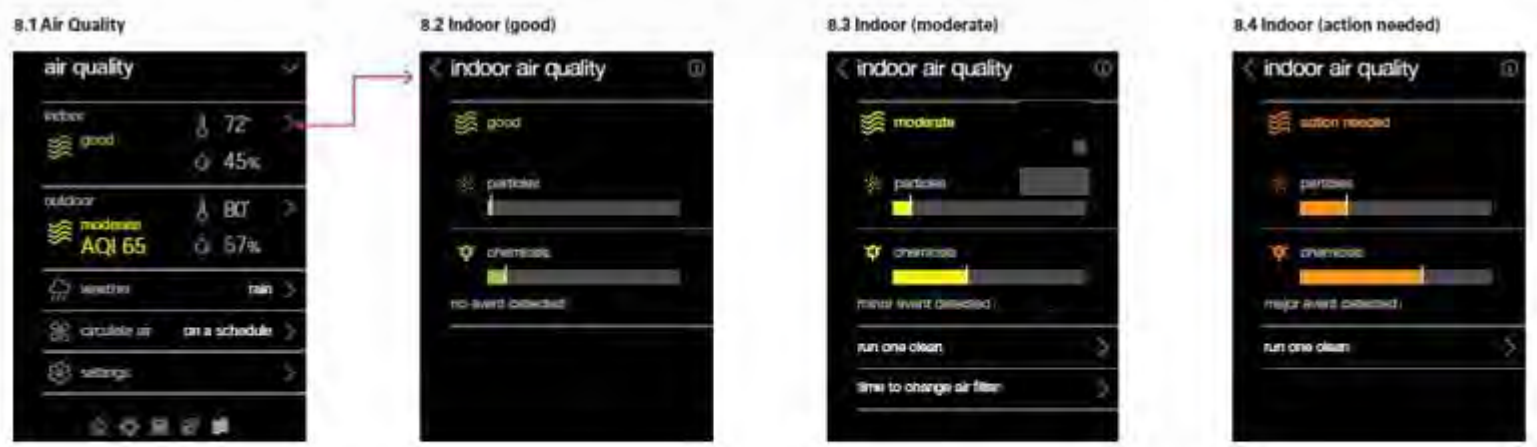 8.1 Air Quality
air quality
indoor
good
72°
45%
outdoor
moderate
AQI 65
80°
57%
weather
rain
circulate air
on a schedule
settings
8.2 Indoor (good)
indoor air quality
good
particles
chemicals
no event detected
8.3 Indoor (moderate)
indoor air quality
moderate
particles
chemicals
minor event detected
run one clean
time to change air filter
8.4 Indoor (action needed)
indoor air quality
action needed
particles
chemicals
major event detected
run one clean